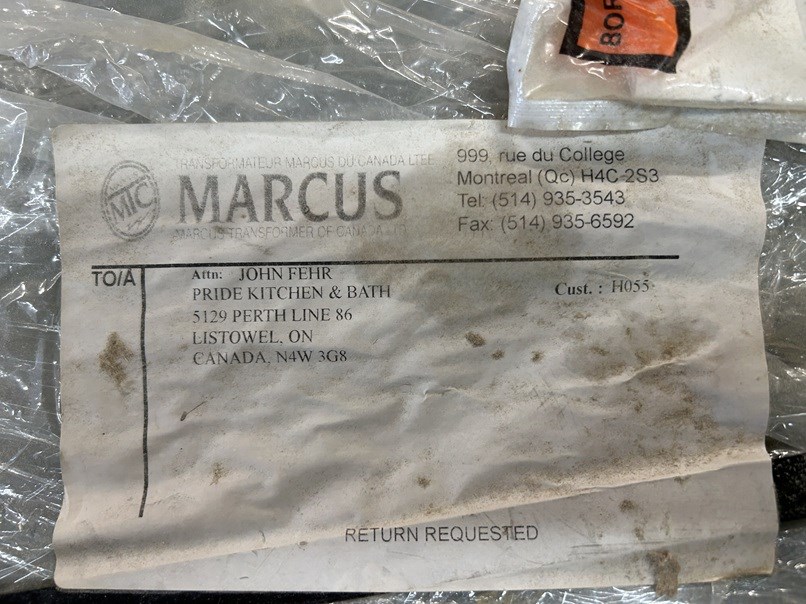 BOR
TRANSFORMATEUR MARCUS DU CANADA LTEE
MTC
MARCUS
MARCUS TRANSFORMER OF CANADA LTD
999, rue du College
Montreal (Qc) H4C-2S3
Tel: (514) 935-3543
Fax: (514) 935-6592
TO/A
Attn: JOHN FEHR
PRIDE KITCHEN & BATH
Cust. : H055
5129 PERTH LINE 86
LISTOWEL, ON
CANADA, N4W 3G8
RETURN REQUESTED